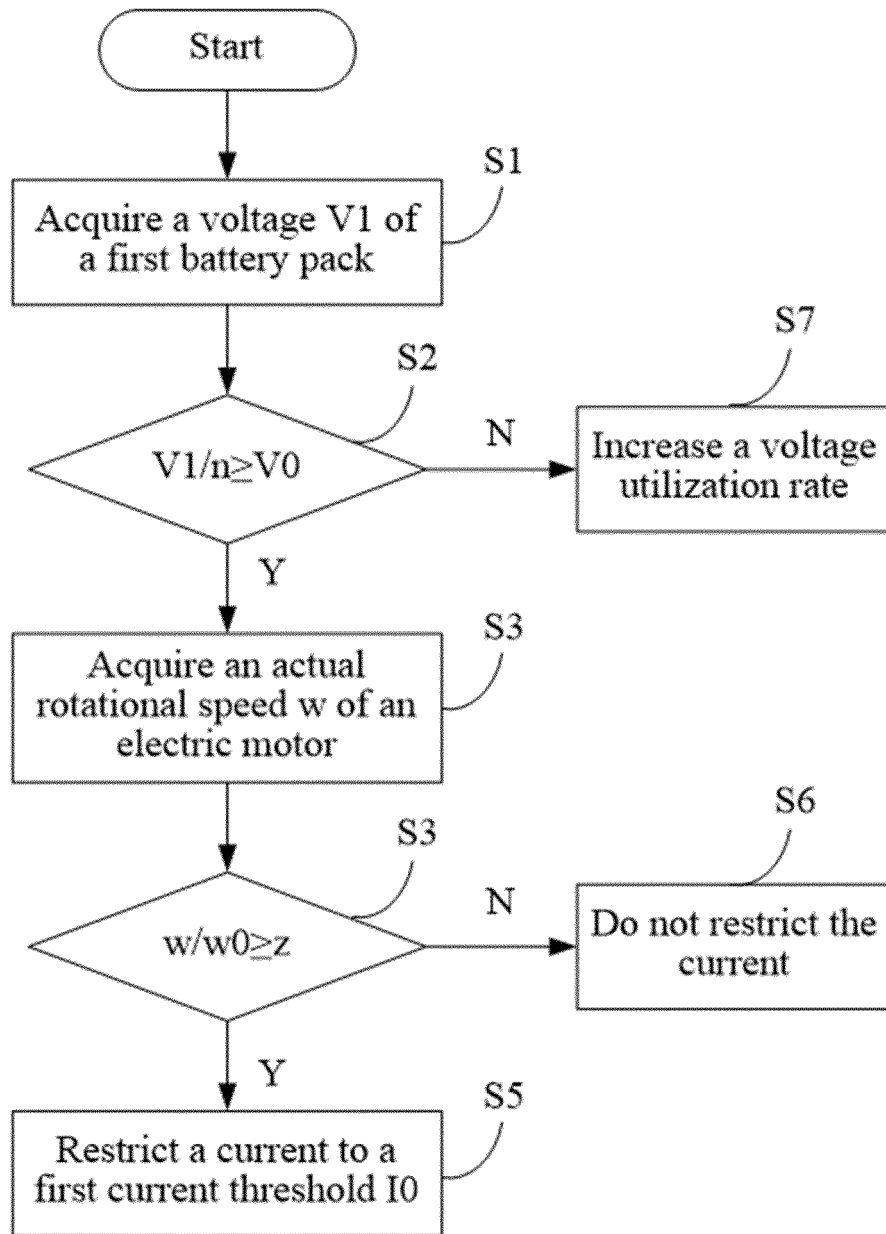 Start
S1
Acquire a voltage V1 of
a first battery pack
S7
S2
V1/n≥V0
N
Increase a voltage
utilization rate
Y
S3
Acquire an actual
rotational speed w of an
electric motor
S6
S3
w/w0≥z
N
Do not restrict the
current
Y
S5
Restrict a current to a
first current threshold I0